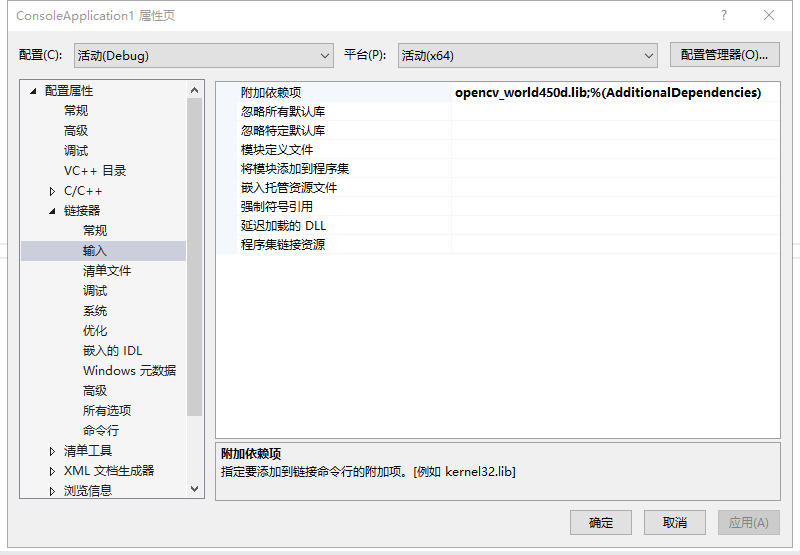 ConsoleApplication1 属性页
配置(C):
活动(Debug)
平台(P):
活动(x64)
配置管理器(O)...
配置属性
常规
高级
调试
VC++ 目录
C/C++
链接器
常规
输入
清单文件
调试
系统
优化
嵌入的 IDL
Windows 元数据
高级
所有选项
命令行
清单工具
XML 文档生成器
浏览信息
附加依赖项 opencv_world450d.lib;%(AdditionalDependencies)
忽略所有默认库
忽略特定默认库
模块定义文件
将模块添加到程序集
嵌入托管资源文件
强制符号引用
延迟加载的 DLL
程序集链接资源
附加依赖项
指定要添加到链接命令行的附加项。[例如 kernel32.lib]
确定
取消
应用(A)